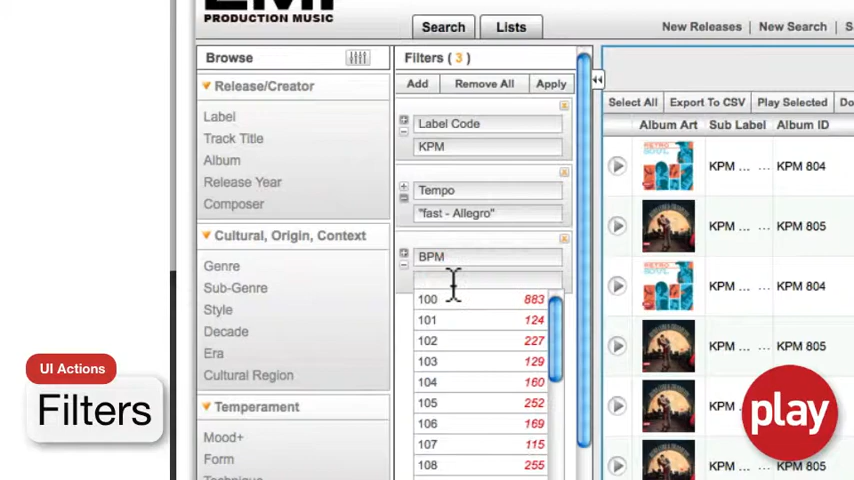 EMI
PRODUCTION MUSIC
Search
Lists
New Releases | New Search | S
Browse
Release/Creator
Label
Track Title
Album
Release Year
Composer
Cultural, Origin, Context
Genre
Sub-Genre
Style
Decade
Era
Cultural Region
Temperament
Mood+
Form
Technique
Filters ( 3 )
Add
Remove All
Apply
Label Code
KPM
Tempo
"fast - Allegro"
BPM
100 883
101 124
102 227
103 129
104 160
105 252
106 169
107 115
108 255
Select All
Export To CSV
Play Selected
Do
Album Art Sub Label Album ID
KPM ... ... KPM 804
KPM ... ... KPM 805
KPM ... ... KPM 804
KPM ... ... KPM 805
KPM ... ... KPM 805
KPM ... ... KPM 805
UI Actions
Filters
play